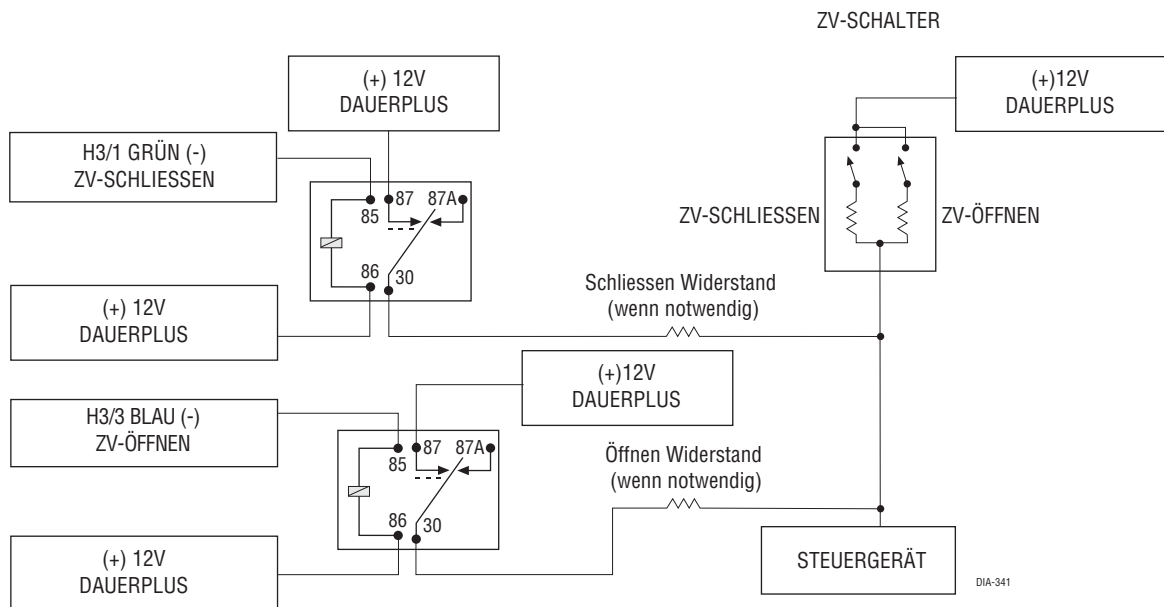 ZV-SCHALTER
(+) 12V
DAUERPLUS
(+)12V
DAUERPLUS
H3/1 GRÜN (-)
ZV-SCHLIESSEN
87
87A
85
86
30
ZV-SCHLIESSEN
ZV-ÖFFNEN
Schliessen Widerstand
(wenn notwendig)
(+) 12V
DAUERPLUS
(+)12V
DAUERPLUS
H3/3 BLAU (-)
ZV-ÖFFNEN
87
87A
85
86
30
Öffnen Widerstand
(wenn notwendig)
(+) 12V
DAUERPLUS
STEUERGERÄT
DIA-341